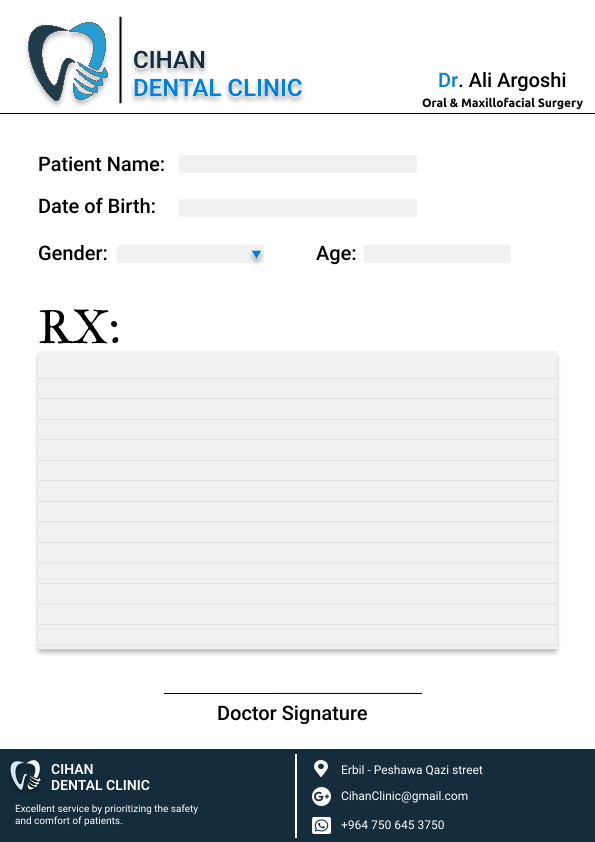 CIHAN
DENTAL CLINIC
Dr. Ali Argoshi
Oral & Maxillofacial Surgery
Patient Name:
Date of Birth:
Gender:
Age:
RX:
Doctor Signature
CIHAN
DENTAL CLINIC
Excellent service by prioritizing the safety
and comfort of patients.
Erbil - Peshawa Qazi street
CihanClinic@gmail.com
+964 750 645 3750